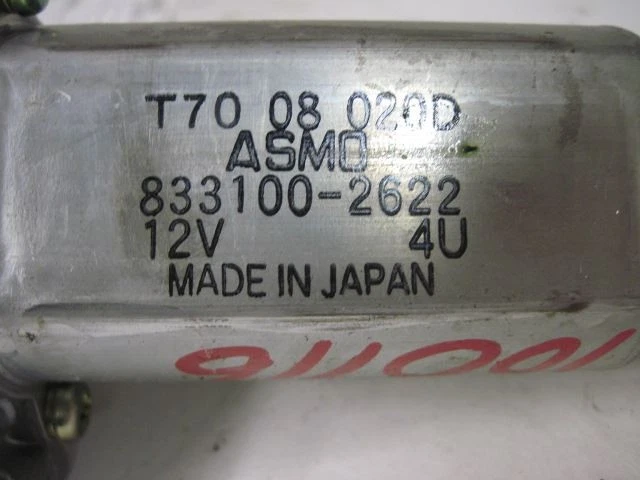 T70 08 020D
ASMO
833100-2622
12V 4U
MADE IN JAPAN